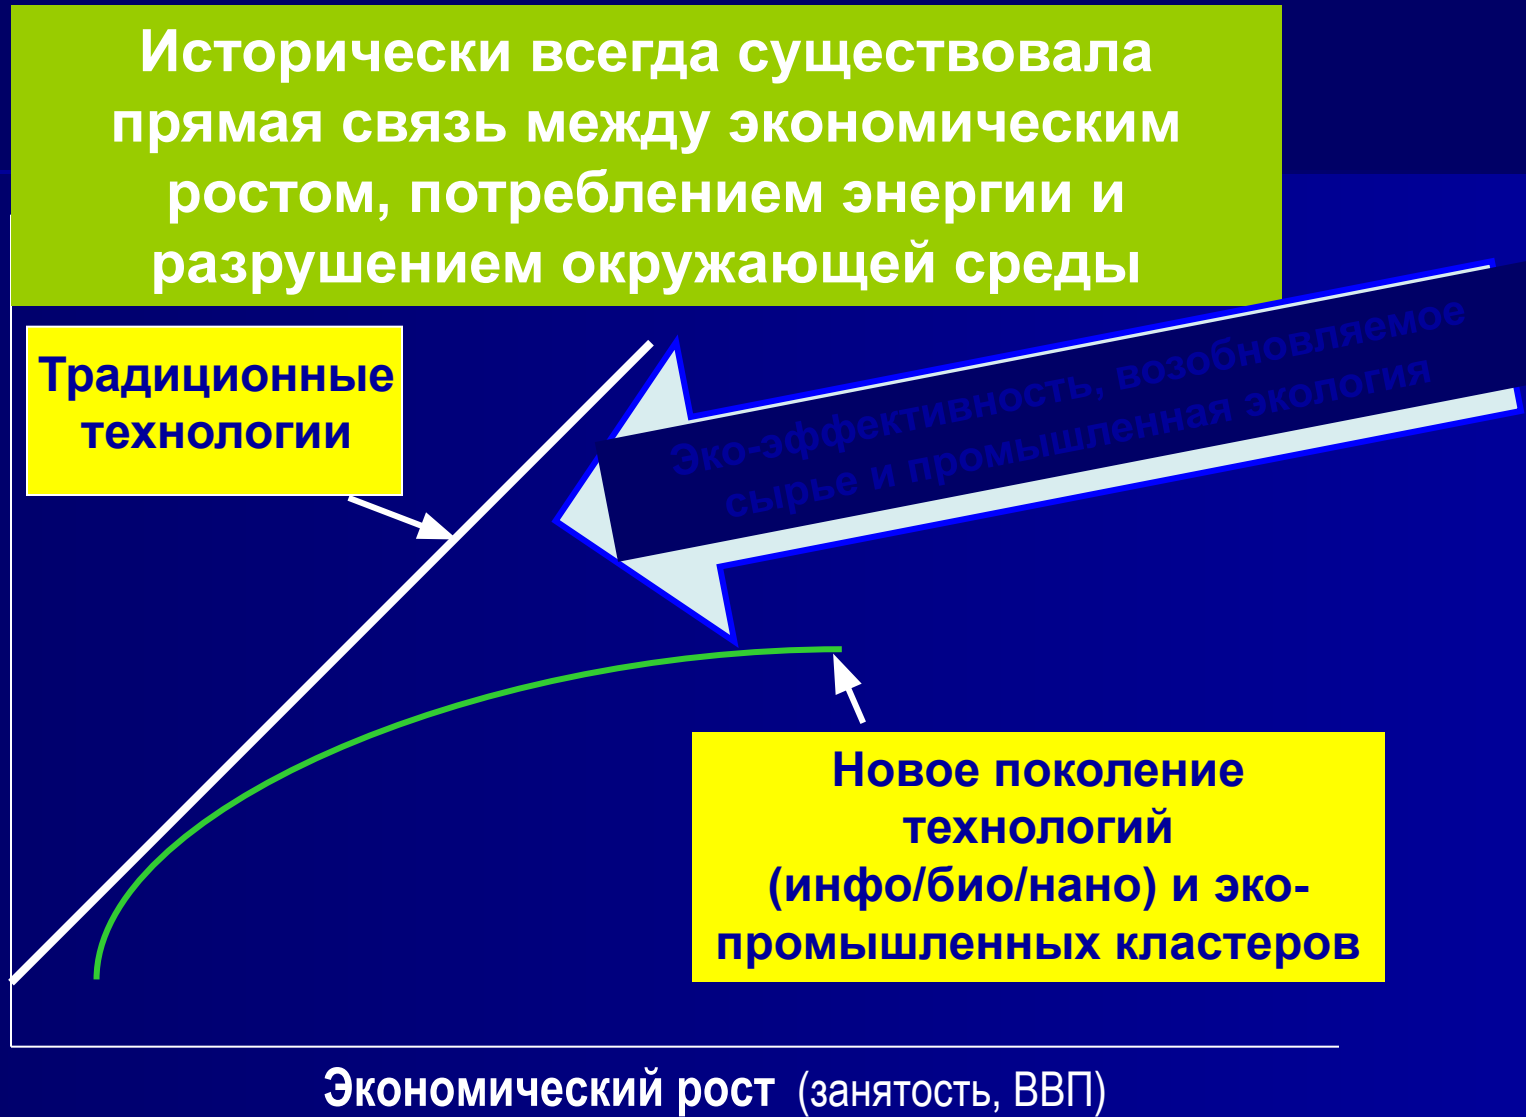 Исторически всегда существовала
прямая связь между экономическим
ростом, потреблением энергии и
разрушением окружающей среды
Традиционные
технологии
Эко-эффективность, возобновляемое
сырье и промышленная экология
Новое поколение
технологий
(инфо/био/нано) и эко-
промышленных кластеров
Экономический рост (занятость, ВВП)